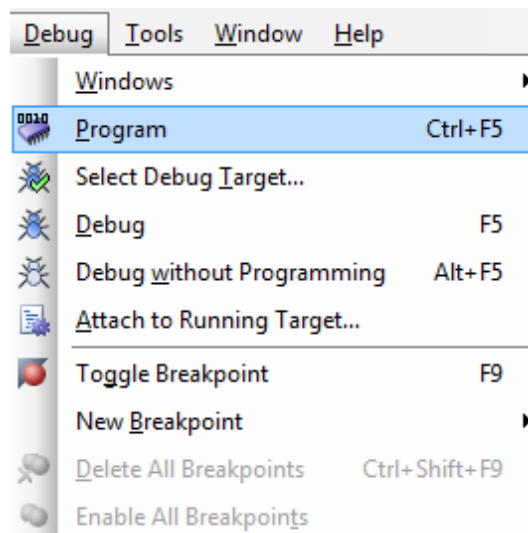 Debug Tools Window Help
Windows
0010 Program Ctrl+F5
Select Debug Target...
Debug F5
Debug without Programming Alt+F5
Attach to Running Target...
Toggle Breakpoint F9
New Breakpoint
Delete All Breakpoints Ctrl+Shift+F9
Enable All Breakpoints